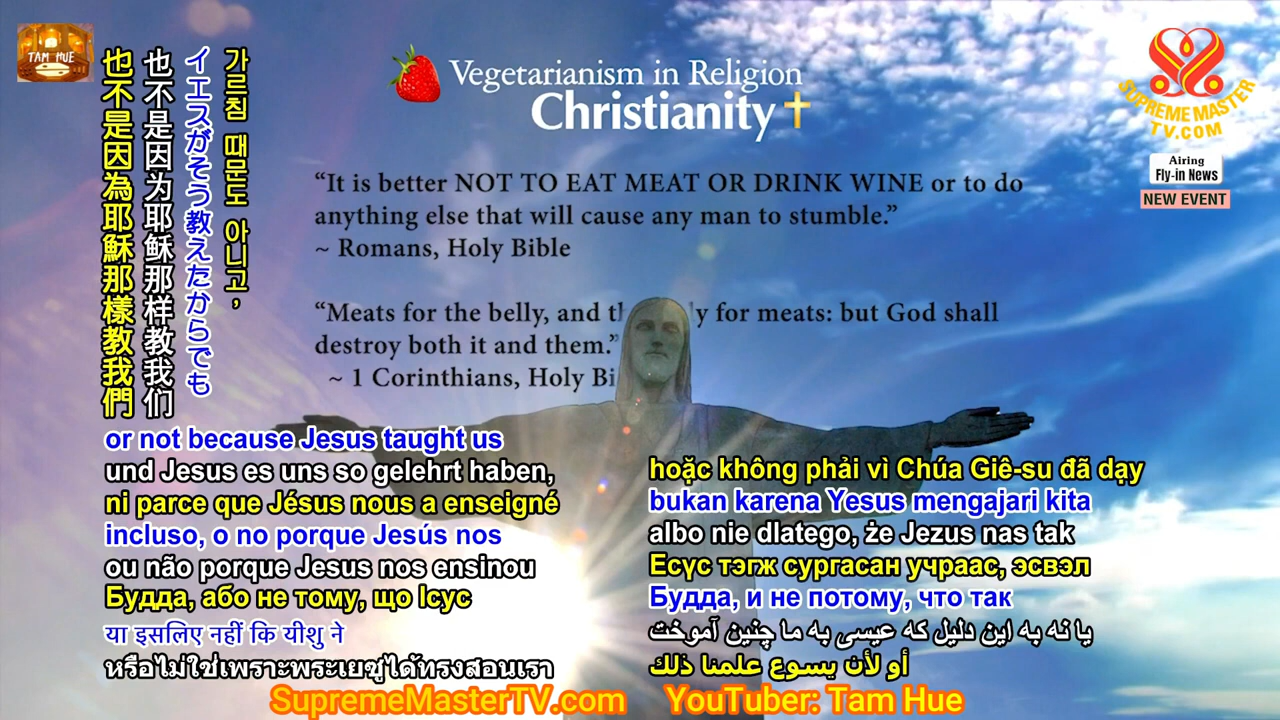 TAM HUE
가르침 때문도 아니고,
イエスがそう教えたからでも
也不是因为耶稣那样教我们
也不是因為耶穌那樣教我們
Vegetarianism in Religion
Christianity
SUPREME MASTER
TV.COM
Airing
Fly-in News
NEW EVENT
“It is better NOT TO EAT MEAT OR DRINK WINE or to do
anything else that will cause any man to stumble.”
~ Romans, Holy Bible
“Meats for the belly, and th y for meats: but God shall
destroy both it and them.”
~ 1 Corinthians, Holy Bi
or not because Jesus taught us
und Jesus es uns so gelehrt haben,
ni parce que Jésus nous a enseigné
incluso, o no porque Jesús nos
ou não porque Jesus nos ensinou
Будда, або не тому, що Ісус
या इसलिए नहीं कि यीशु ने
หรือไม่ใช่เพราะพระเยซูได้ทรงสอนเรา
hoặc không phải vì Chúa Giê-su đã dạy
bukan karena Yesus mengajari kita
albo nie dlatego, że Jezus nas tak
Есүс тэгж сургасан учраас, эсвэл
Будда, и не потому, что так
یا نه به این دلیل که عیسی به ما چنین آموخت
أو لأن يسوع علمنا ذلك
SupremeMasterTV.com YouTuber: Tam Hue